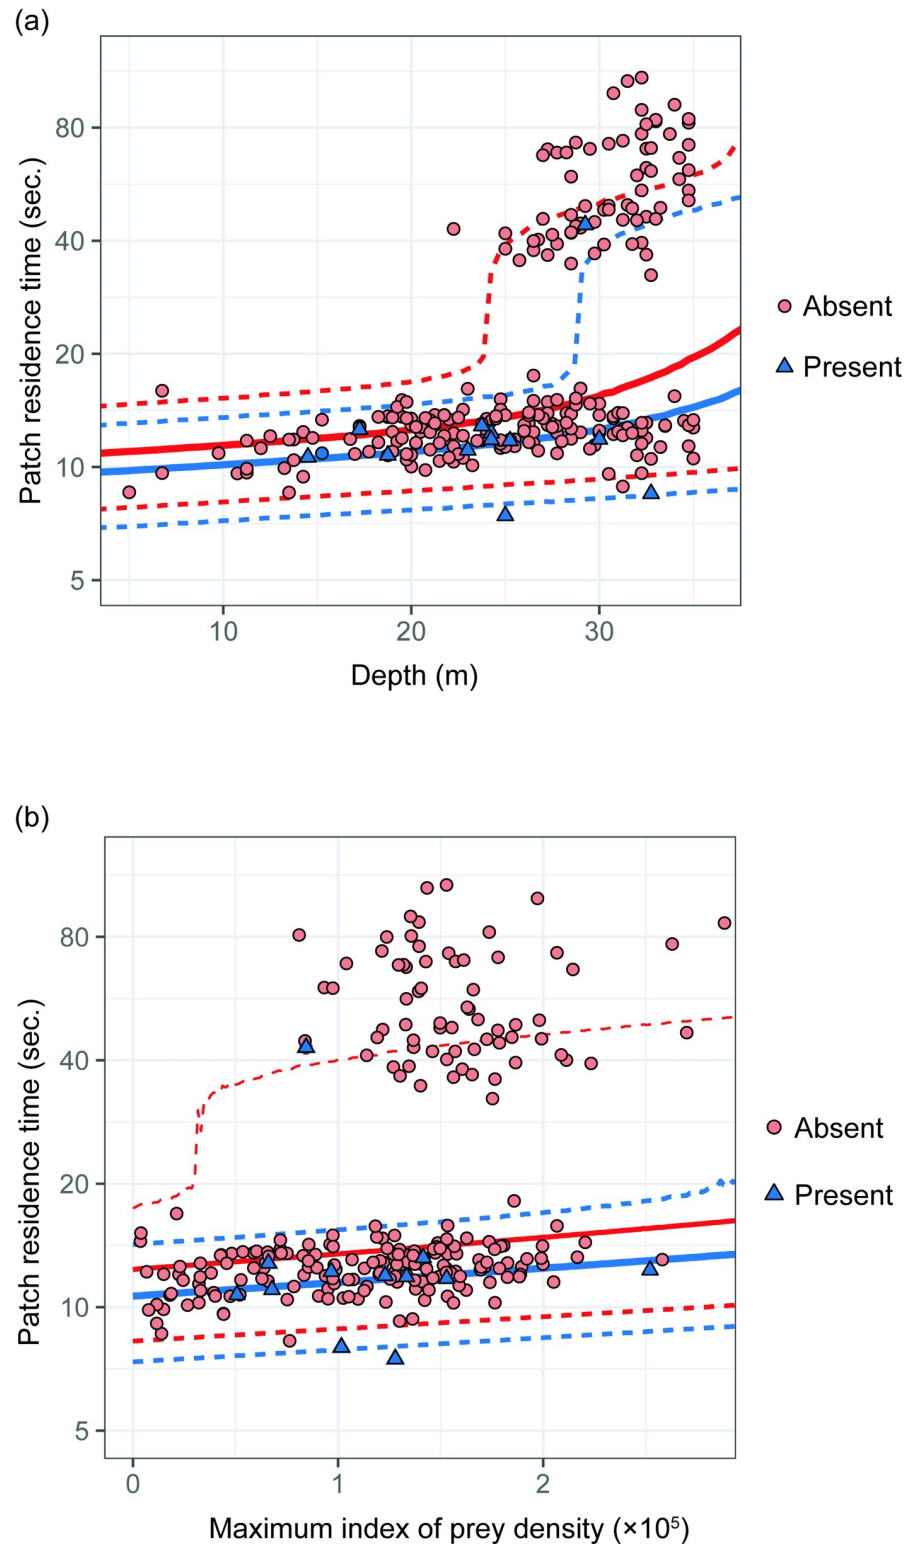 (a)
80
40
20
10
5
Patch residence time (sec.)
10
20
30
Depth (m)
Absent
Present
(b)
80
40
20
10
5
Patch residence time (sec.)
0
1
2
Maximum index of prey density (×10⁵)
Absent
Present